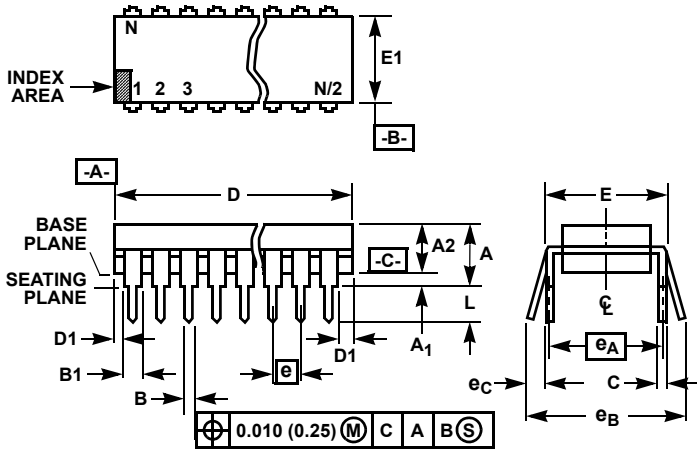 N
E1
INDEX
AREA
1 2 3 N/2
-B-
-A-
D
E
BASE
PLANE
A2
A
-C-
SEATING
PLANE
L
C
L
D1
A1
D1
eA
B1
e
eC
C
B
eB
0.010 (0.25) M C A B S